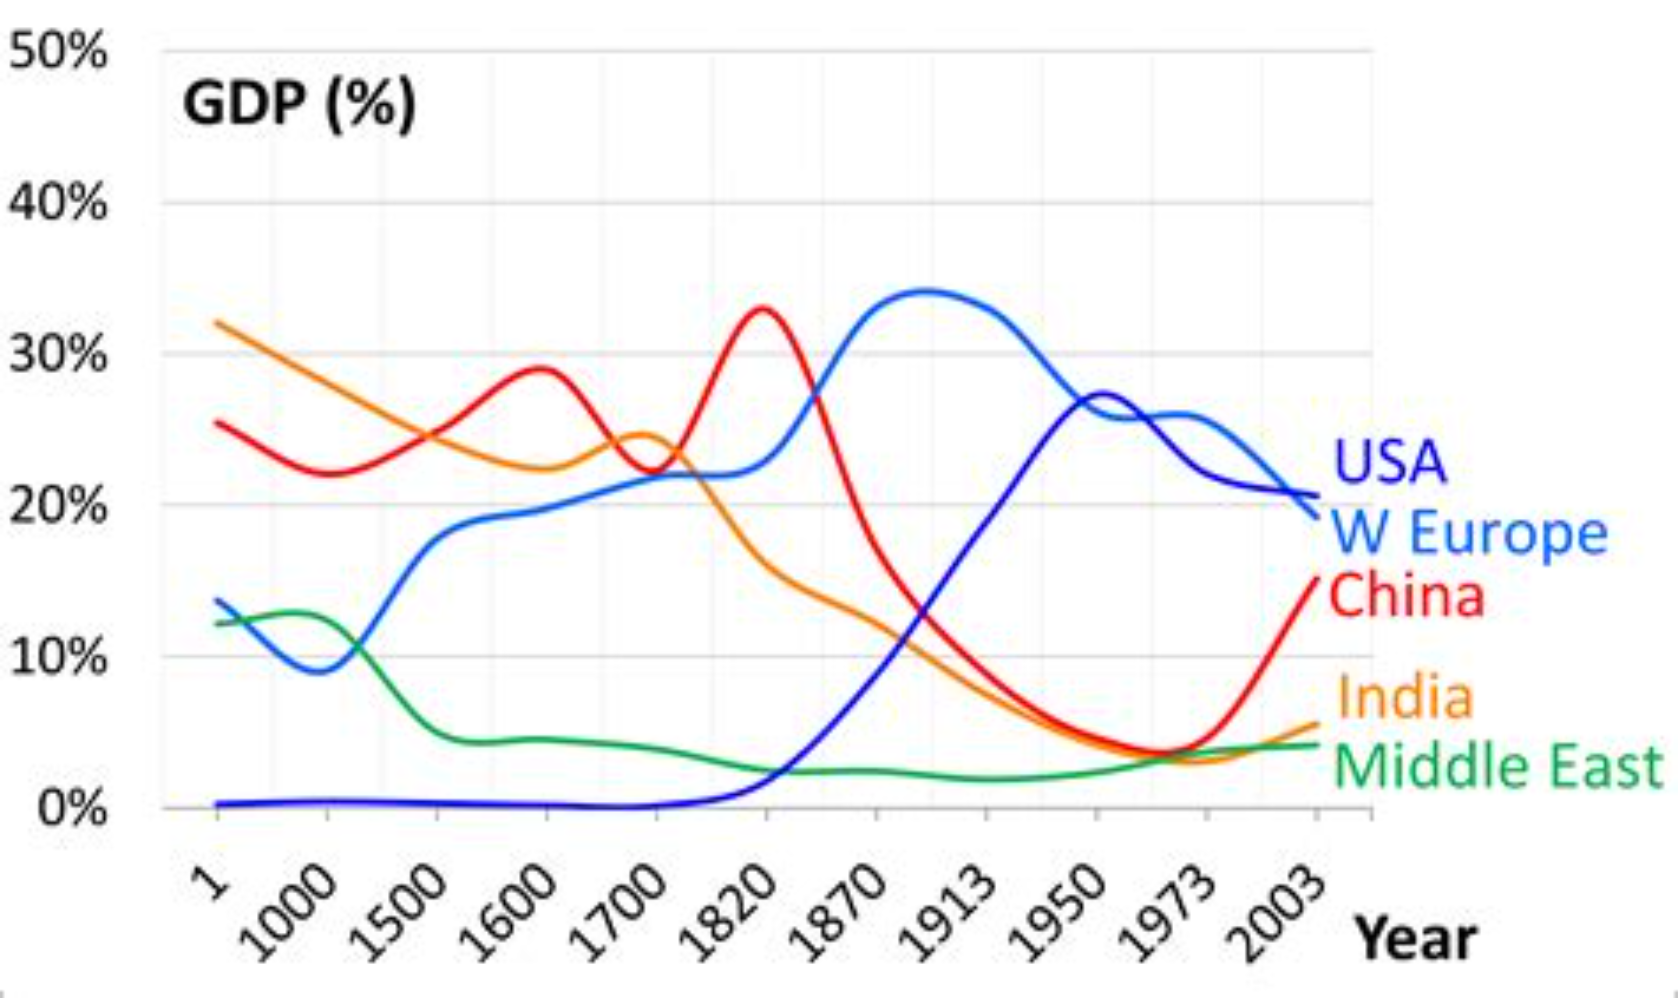 50%
GDP (%)
40%
30%
20%
10%
0%
USA
W Europe
China
India
Middle East
1 1000 1500 1600 1700 1820 1870 1913 1950 1973 2003
Year